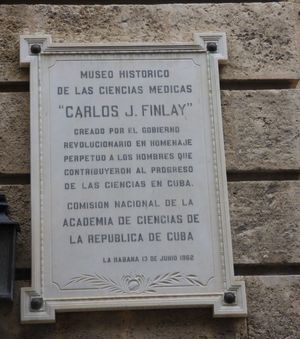 MUSEO HISTORICO
DE LAS CIENCIAS MEDICAS
"CARLOS J. FINLAY"
CREADO POR EL GOBIERNO
REVOLUCIONARIO EN HOMENAJE
PERPETUO A LOS HOMBRES QUE
CONTRIBUYERON AL PROGRESO
DE LAS CIENCIAS EN CUBA.
COMISION NACIONAL DE LA
ACADEMIA DE CIENCIAS DE
LA REPUBLICA DE CUBA
LA HABANA 13 DE JUNIO 1962